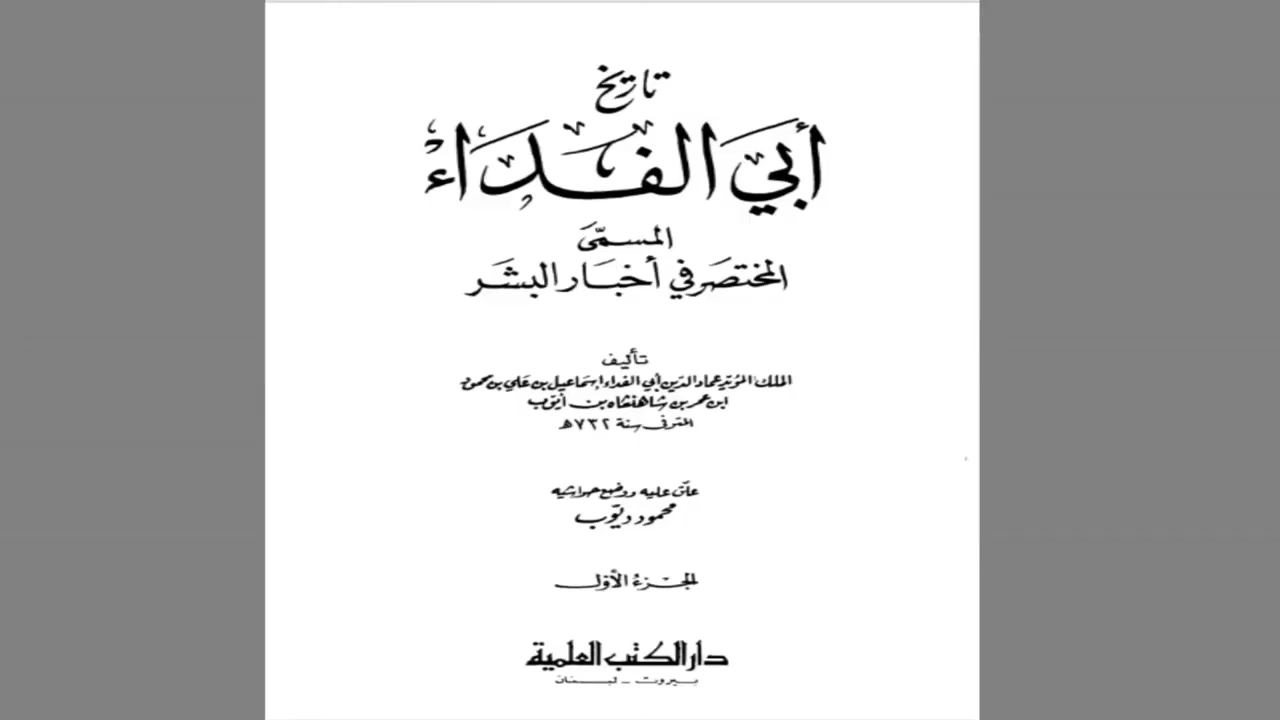 تاريخ
أبي الفداء
المسمّى
المختصر في أخبار البشر
تأليف
الملك المؤيد عماد الدين أبي الفداء إسماعيل بن علي بن محمود
ابن عمر بن شاهنشاه بن أيوب
المتوفى سنة ٧٣٢هـ
علّق عليه ووضع حواشيه
محمود ديّوب
الجزء الأول
دار الكتب العلمية
بيروت - لبنان